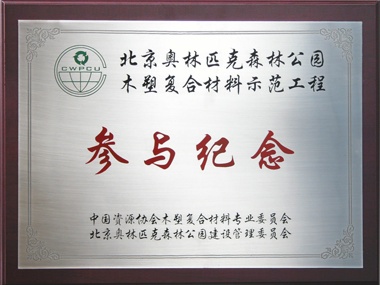 CWPCU
北京奥林匹克森林公园
木塑复合材料示范工程
参与纪念
中国资源协会木塑复合材料专业委员会
北京奥林匹克森林公园建设管理委员会